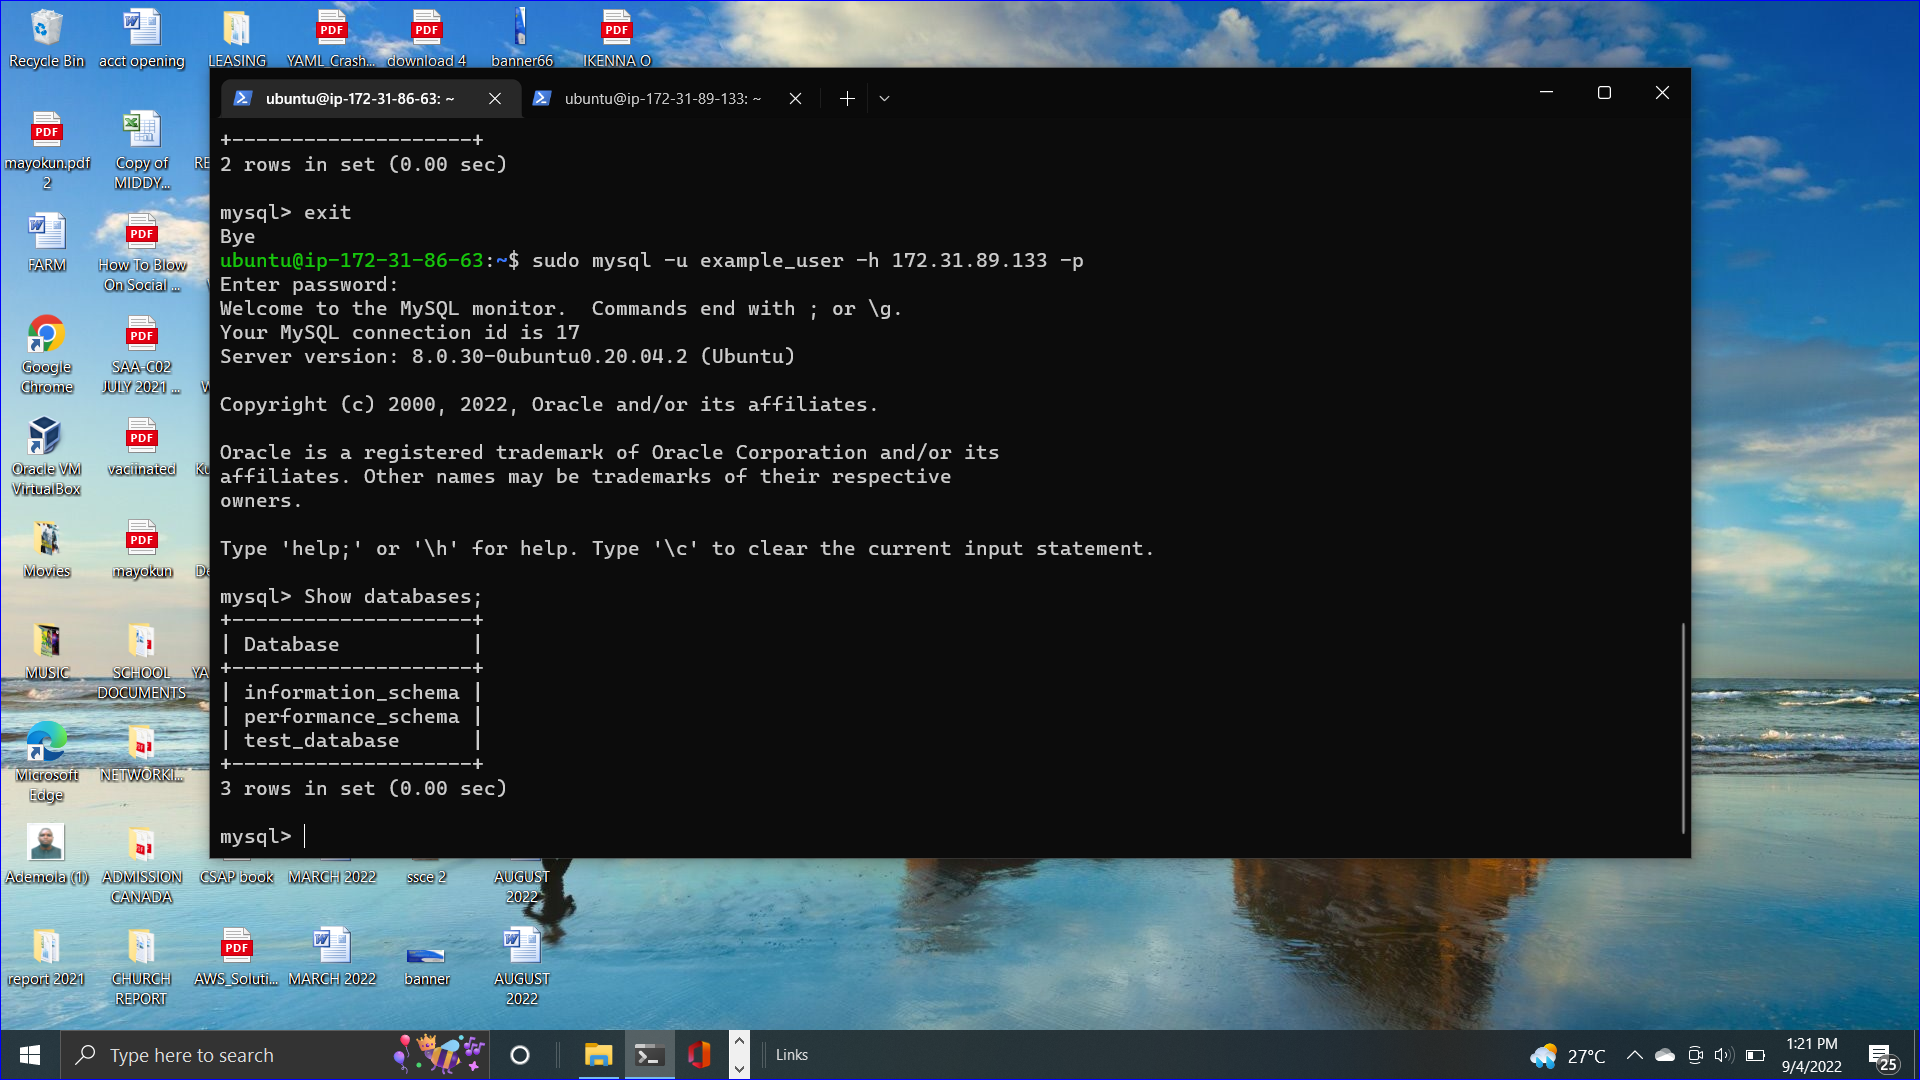 Recycle Bin
acct opening
LEASING
YAML_Crash...
download 4
banner66
IKENNA O
mayokun.pdf
2
Copy of
MIDDY...
RE
FARM
How To Blow
On Social ...
Google
Chrome
SAA-C02
JULY 2021 ...
Oracle VM
VirtualBox
vaciinated
Movies
mayokun
MUSIC
SCHOOL
DOCUMENTS
YA
Microsoft
Edge
NETWORKI...
Ademola (1)
ADMISSION
CANADA
CSAP book
MARCH 2022
ssce 2
AUGUST
2022
report 2021
CHURCH
REPORT
AWS_Soluti...
MARCH 2022
banner
AUGUST
2022
ubuntu@ip-172-31-86-63: ~
ubuntu@ip-172-31-89-133: ~
+--------------------+
2 rows in set (0.00 sec)
mysql> exit
Bye
ubuntu@ip-172-31-86-63:~$ sudo mysql -u example_user -h 172.31.89.133 -p
Enter password:
Welcome to the MySQL monitor.  Commands end with ; or \g.
Your MySQL connection id is 17
Server version: 8.0.30-0ubuntu0.20.04.2 (Ubuntu)
Copyright (c) 2000, 2022, Oracle and/or its affiliates.
Oracle is a registered trademark of Oracle Corporation and/or its
affiliates. Other names may be trademarks of their respective
owners.
Type 'help;' or '\h' for help. Type '\c' to clear the current input statement.
mysql> Show databases;
+--------------------+
| Database           |
+--------------------+
| information_schema |
| performance_schema |
| test_database      |
+--------------------+
3 rows in set (0.00 sec)
mysql>
Type here to search
Links
27°C
1:21 PM
9/4/2022
25